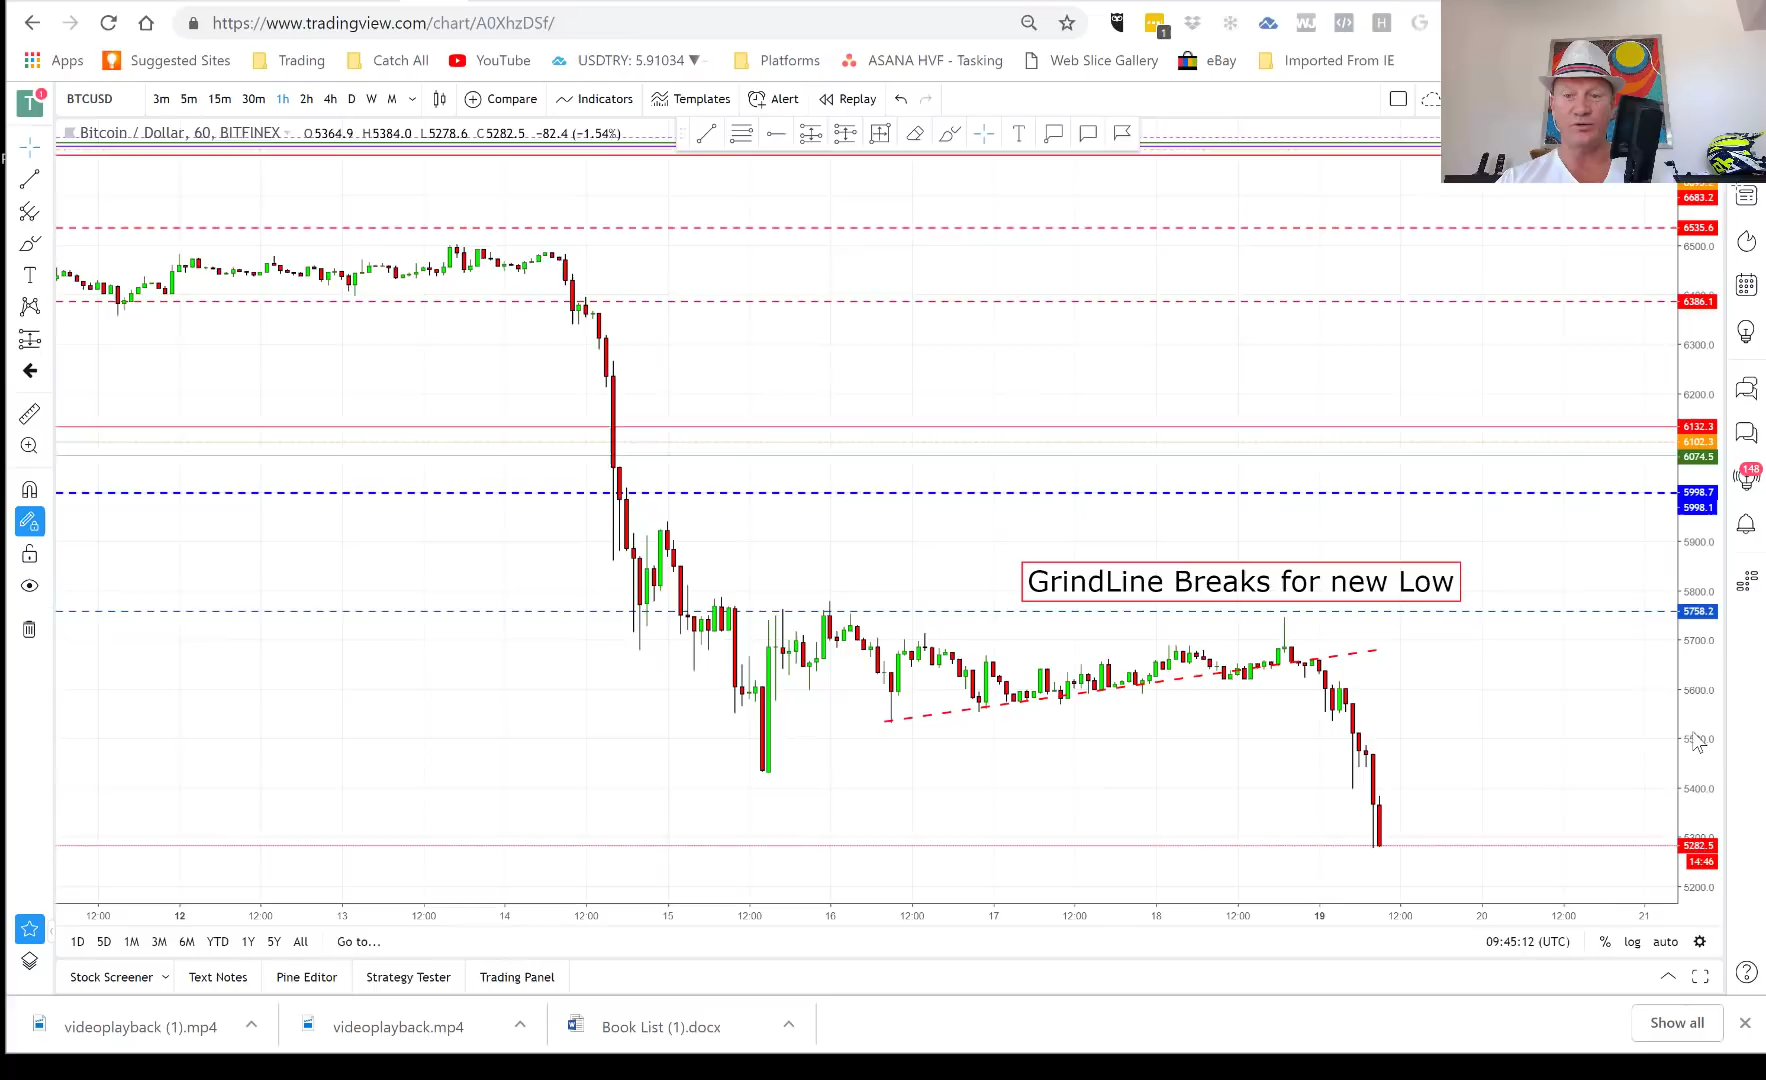 https://www.tradingview.com/chart/A0XhzDSf/
1
Apps Suggested Sites Trading Catch All YouTube USDTRY: 5.91034 ▼ Platforms ASANA HVF - Tasking Web Slice Gallery eBay Imported From IE
T 1 BTCUSD 3m 5m 15m 30m 1h 2h 4h D W M Compare Indicators Templates Alert Replay
Bitcoin / Dollar, 60, BITFINEX O5364.9 H5384.0 L5278.6 C5282.5 -82.4 (-1.54%)
6683.2
6535.6
6500.0
6386.1
6300.0
6200.0
6132.3
6102.3
6074.5
5998.7
5998.1
148
5900.0
GrindLine Breaks for new Low
5800.0
5758.2
5700.0
5600.0
5400.0
5282.5
14:46
5200.0
12:00 12 12:00 13 12:00 14 12:00 15 12:00 16 12:00 17 12:00 18 12:00 19 12:00 20 12:00 21
1D 5D 1M 3M 6M YTD 1Y 5Y All Go to... 09:45:12 (UTC) % log auto
Stock Screener Text Notes Pine Editor Strategy Tester Trading Panel
videoplayback (1).mp4 videoplayback.mp4 Book List (1).docx Show all